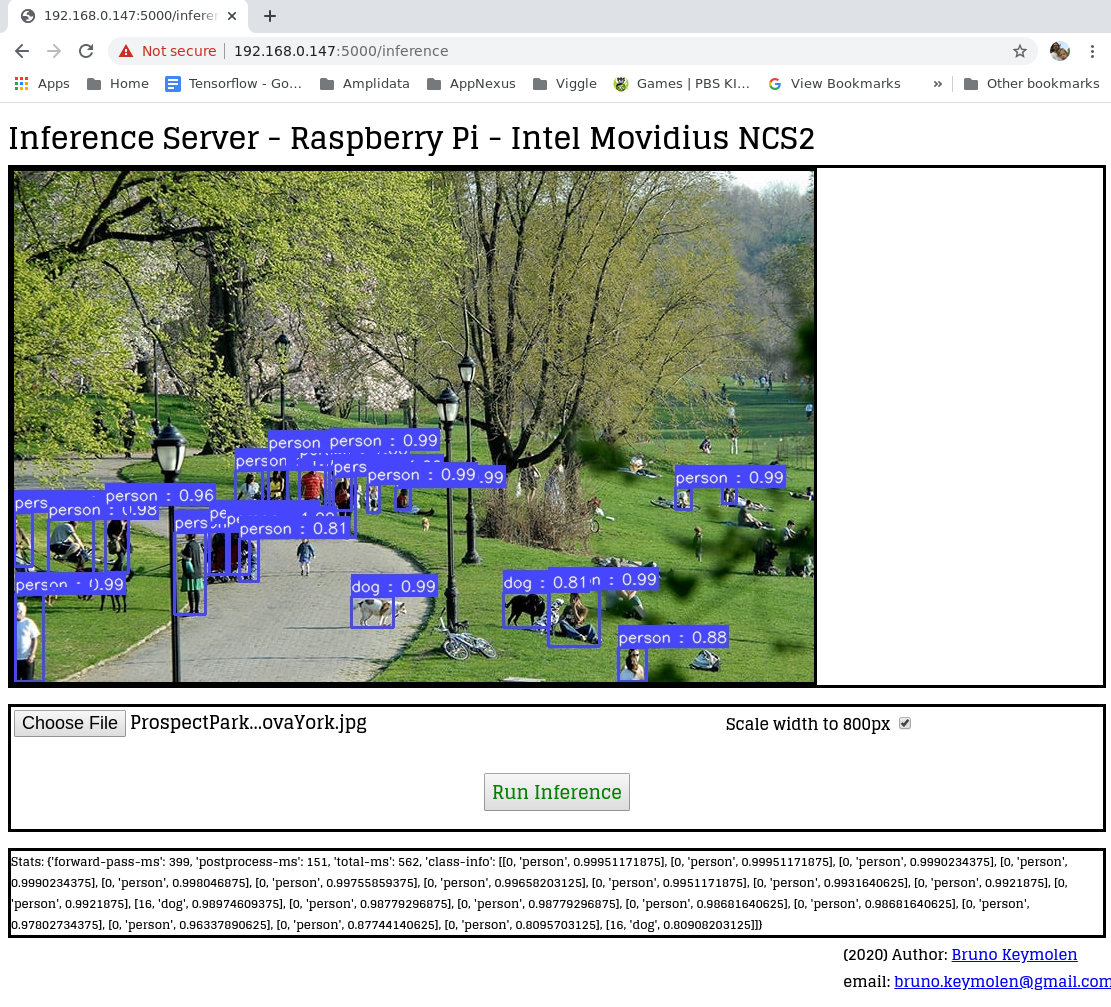 192.168.0.147:5000/infere
Not secure 192.168.0.147:5000/inference
Apps Home Tensorflow - Go... Amplidata AppNexus Viggle Games | PBS KI... View Bookmarks » Other bookmarks
Inference Server - Raspberry Pi - Intel Movidius NCS2
person person : 0.99
person : 0.99 .99
person : 0.99
person : 0.96
0.98
person : 0.81
person : 0.99
dog : 0.99
dog : 0.81 n : 0.99
person : 0.88
Choose File ProspectPark...ovaYork.jpg Scale width to 800px
Run Inference
Stats: {'forward-pass-ms': 399, 'postprocess-ms': 151, 'total-ms': 562, 'class-info': [[[0, 'person', 0.99951171875], [0, 'person', 0.99951171875], [0, 'person', 0.9990234375], [0, 'person',
0.9990234375], [0, 'person', 0.998046875], [0, 'person', 0.99755859375], [0, 'person', 0.99658203125], [0, 'person', 0.9951171875], [0, 'person', 0.9931640625], [0, 'person', 0.9921875], [0,
'person', 0.9921875], [16, 'dog', 0.98974609375], [0, 'person', 0.98779296875], [0, 'person', 0.98779296875], [0, 'person', 0.98681640625], [0, 'person', 0.98681640625], [0, 'person',
0.97802734375], [0, 'person', 0.96337890625], [0, 'person', 0.87744140625], [0, 'person', 0.8095703125], [16, 'dog', 0.80908203125]]]}
(2020) Author: Bruno Keymolen
email: bruno.keymolen@gmail.com